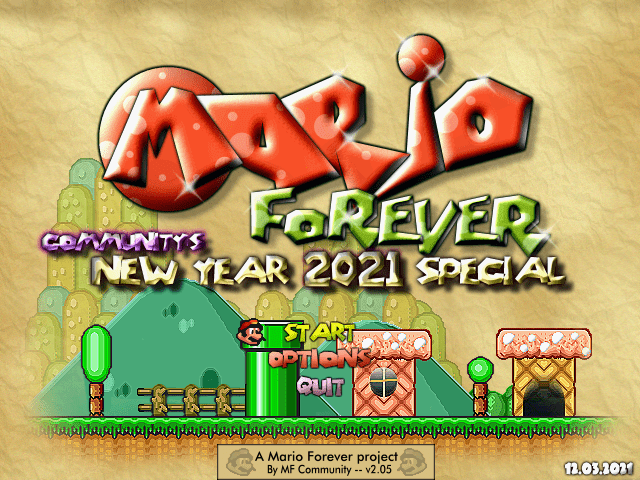 MARIO
FOREVER
COMMUNITY'S
NEW YEAR 2021 SPECIAL
START
OPTIONS
QUIT
A Mario Forever project
By MF Community -- v2.05
12.03.2021